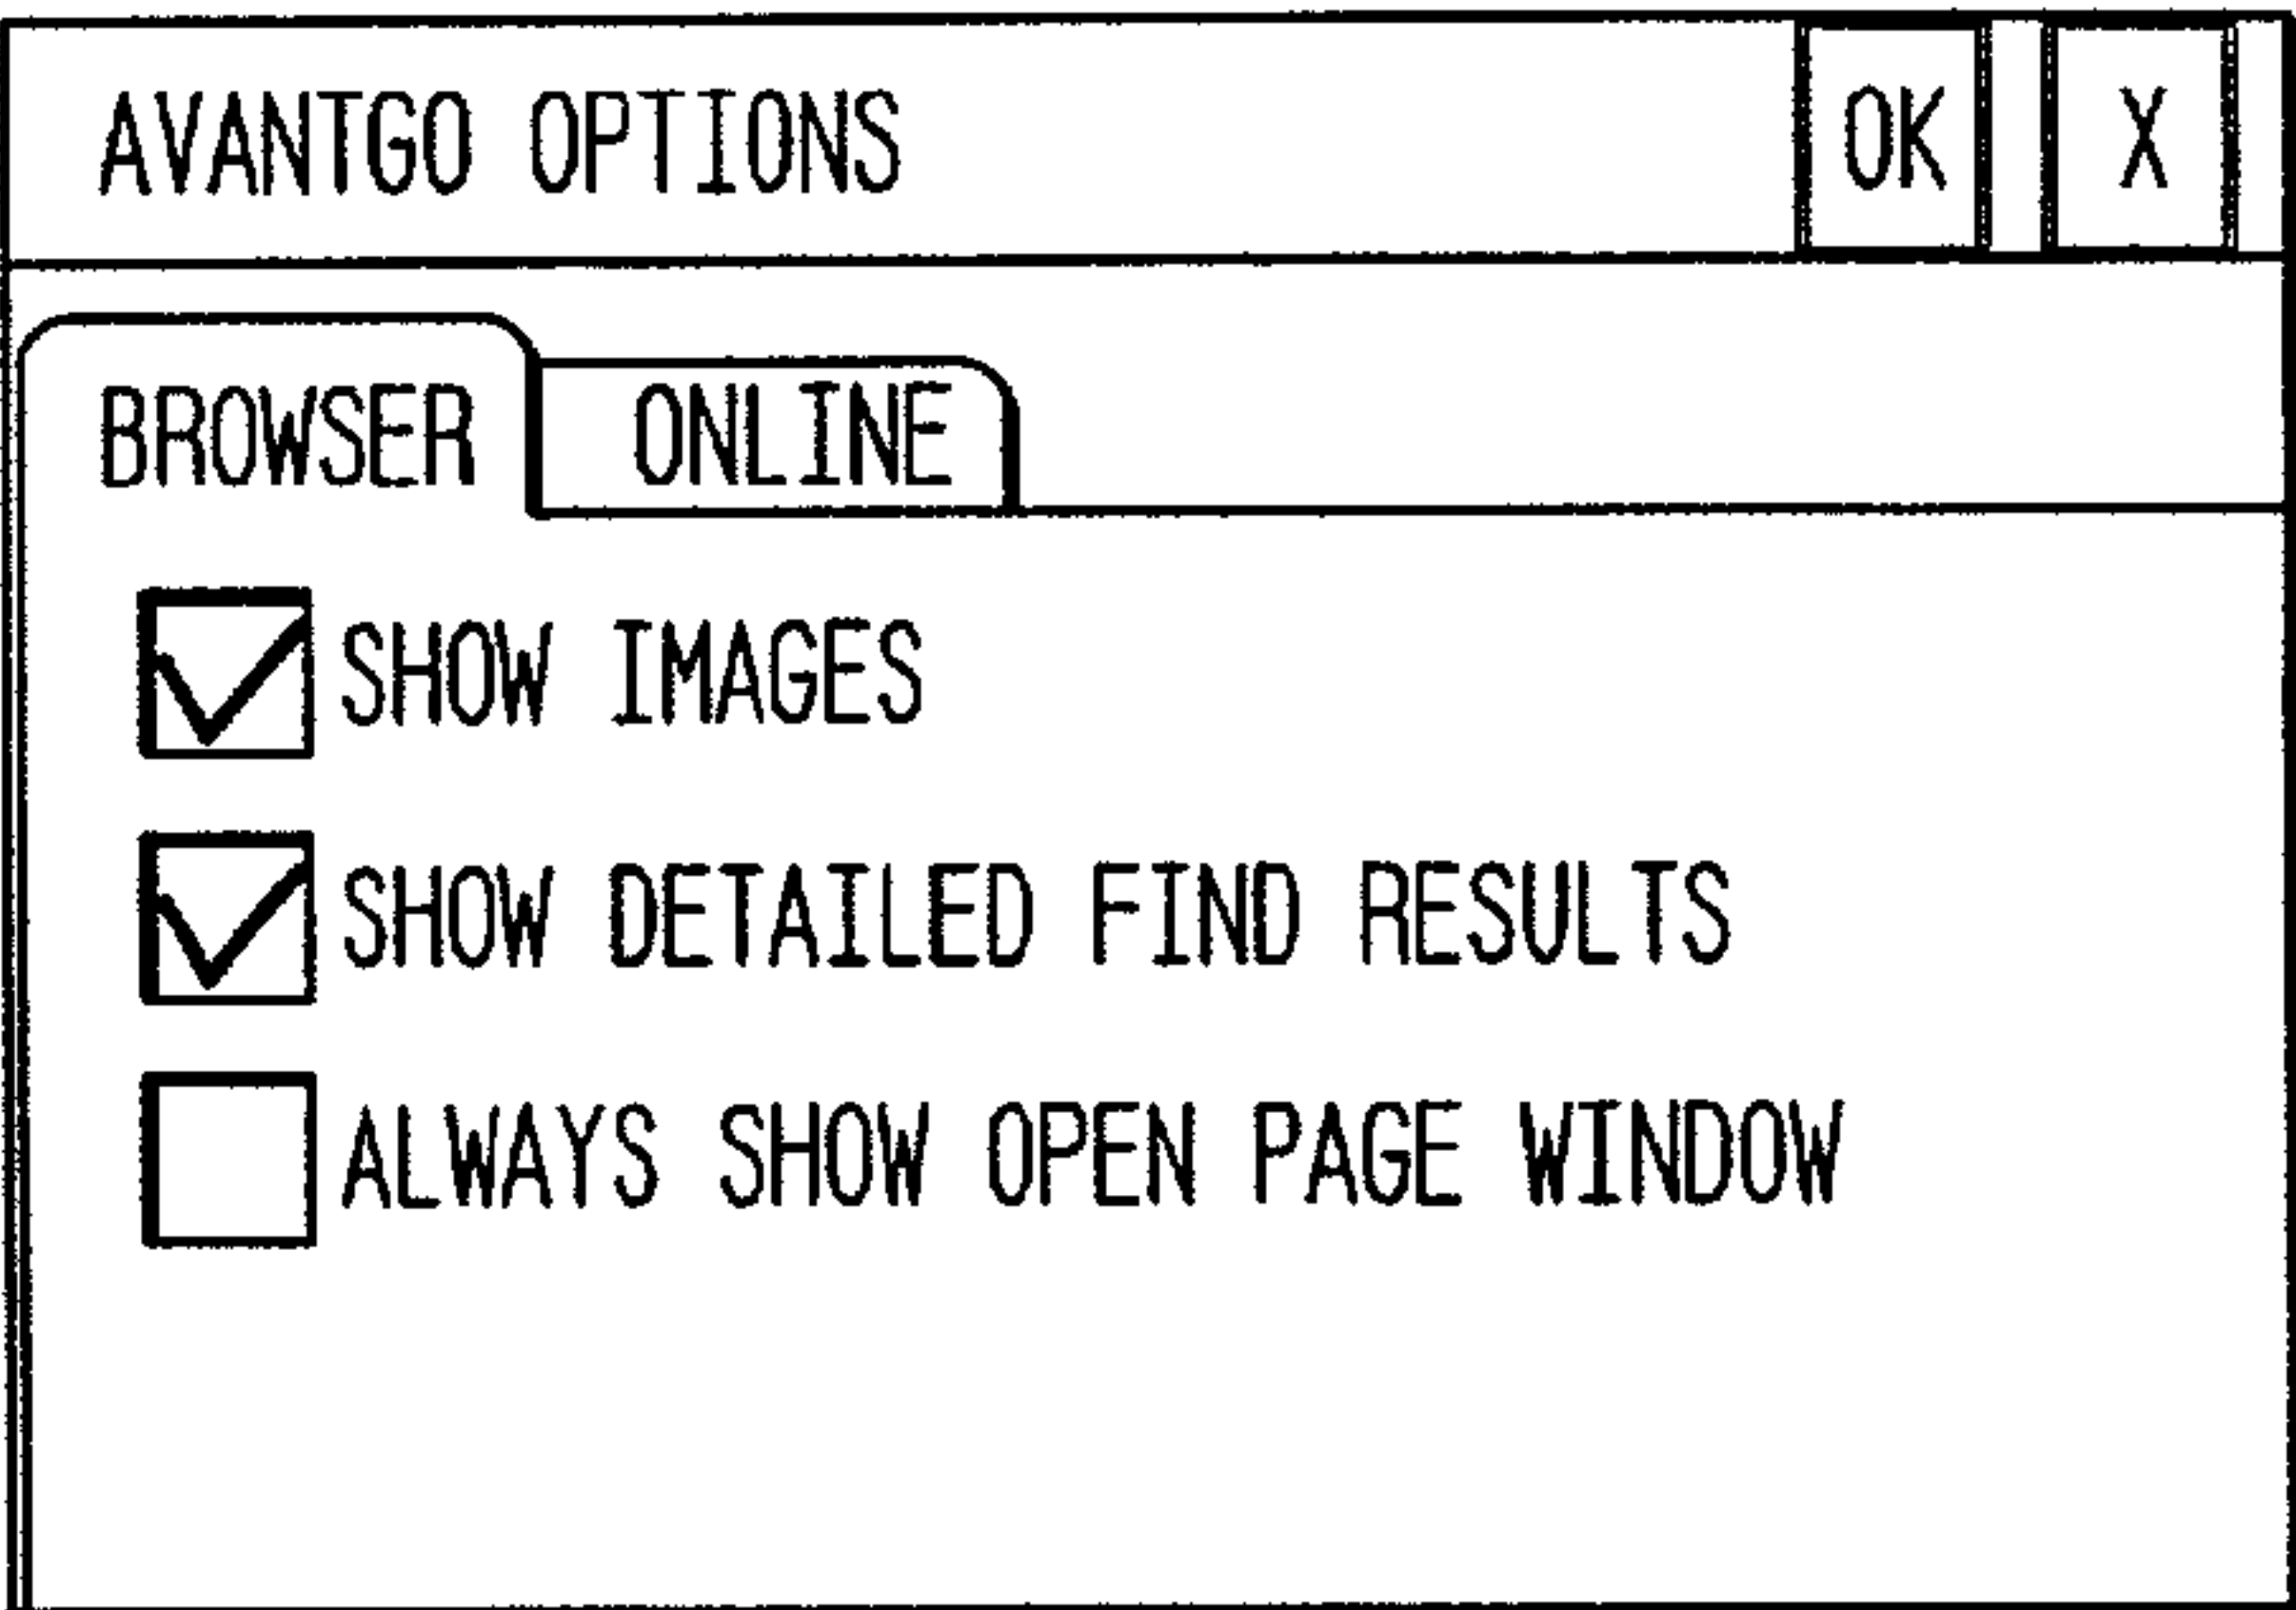 AVANTGO OPTIONS OK X
BROWSER ONLINE
SHOW IMAGES
SHOW DETAILED FIND RESULTS
ALWAYS SHOW OPEN PAGE WINDOW